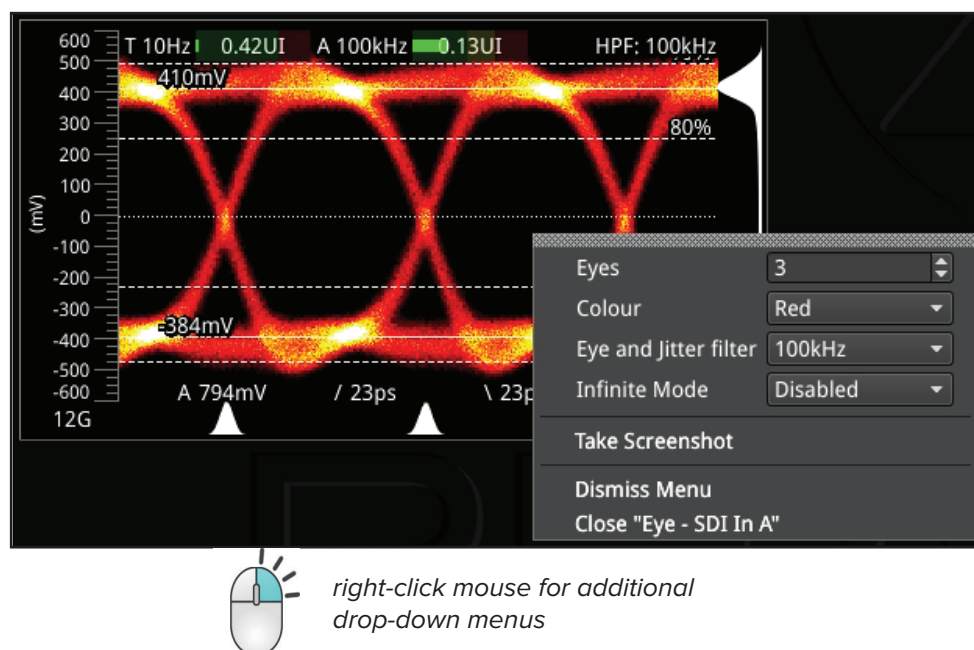 T 10Hz 0.42UI A 100kHz 0.13UI HPF: 100kHz
600
500
410mV
400
300
80%
200
100
(mV)
0
-100
-200
-300
-384mV
-400
-500
-600
A 794mV / 23ps \ 23p
12G
Eyes 3
Colour Red
Eye and Jitter filter 100kHz
Infinite Mode Disabled
Take Screenshot
Dismiss Menu
Close "Eye - SDI In A"
right-click mouse for additional
drop-down menus